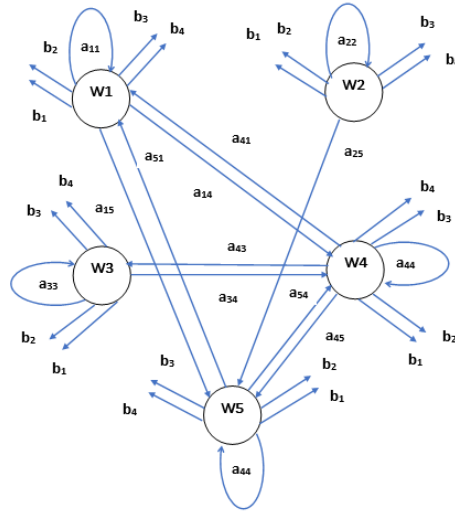 b₃
b₂ a₁₁ b₄
b₁
W1
a₂₂ b₃
b₂
b₁
W2
a₄₁
a₂₅
a₅₁
a₁₄
b₄
b₃ a₁₅
W3
a₃₃
b₂
b₁
a₄₃
a₃₄
b₄
b₃
W4
a₄₄
b₂
b₁
a₅₄
a₄₅
b₃
b₄
b₂
b₁
W5
a₄₄